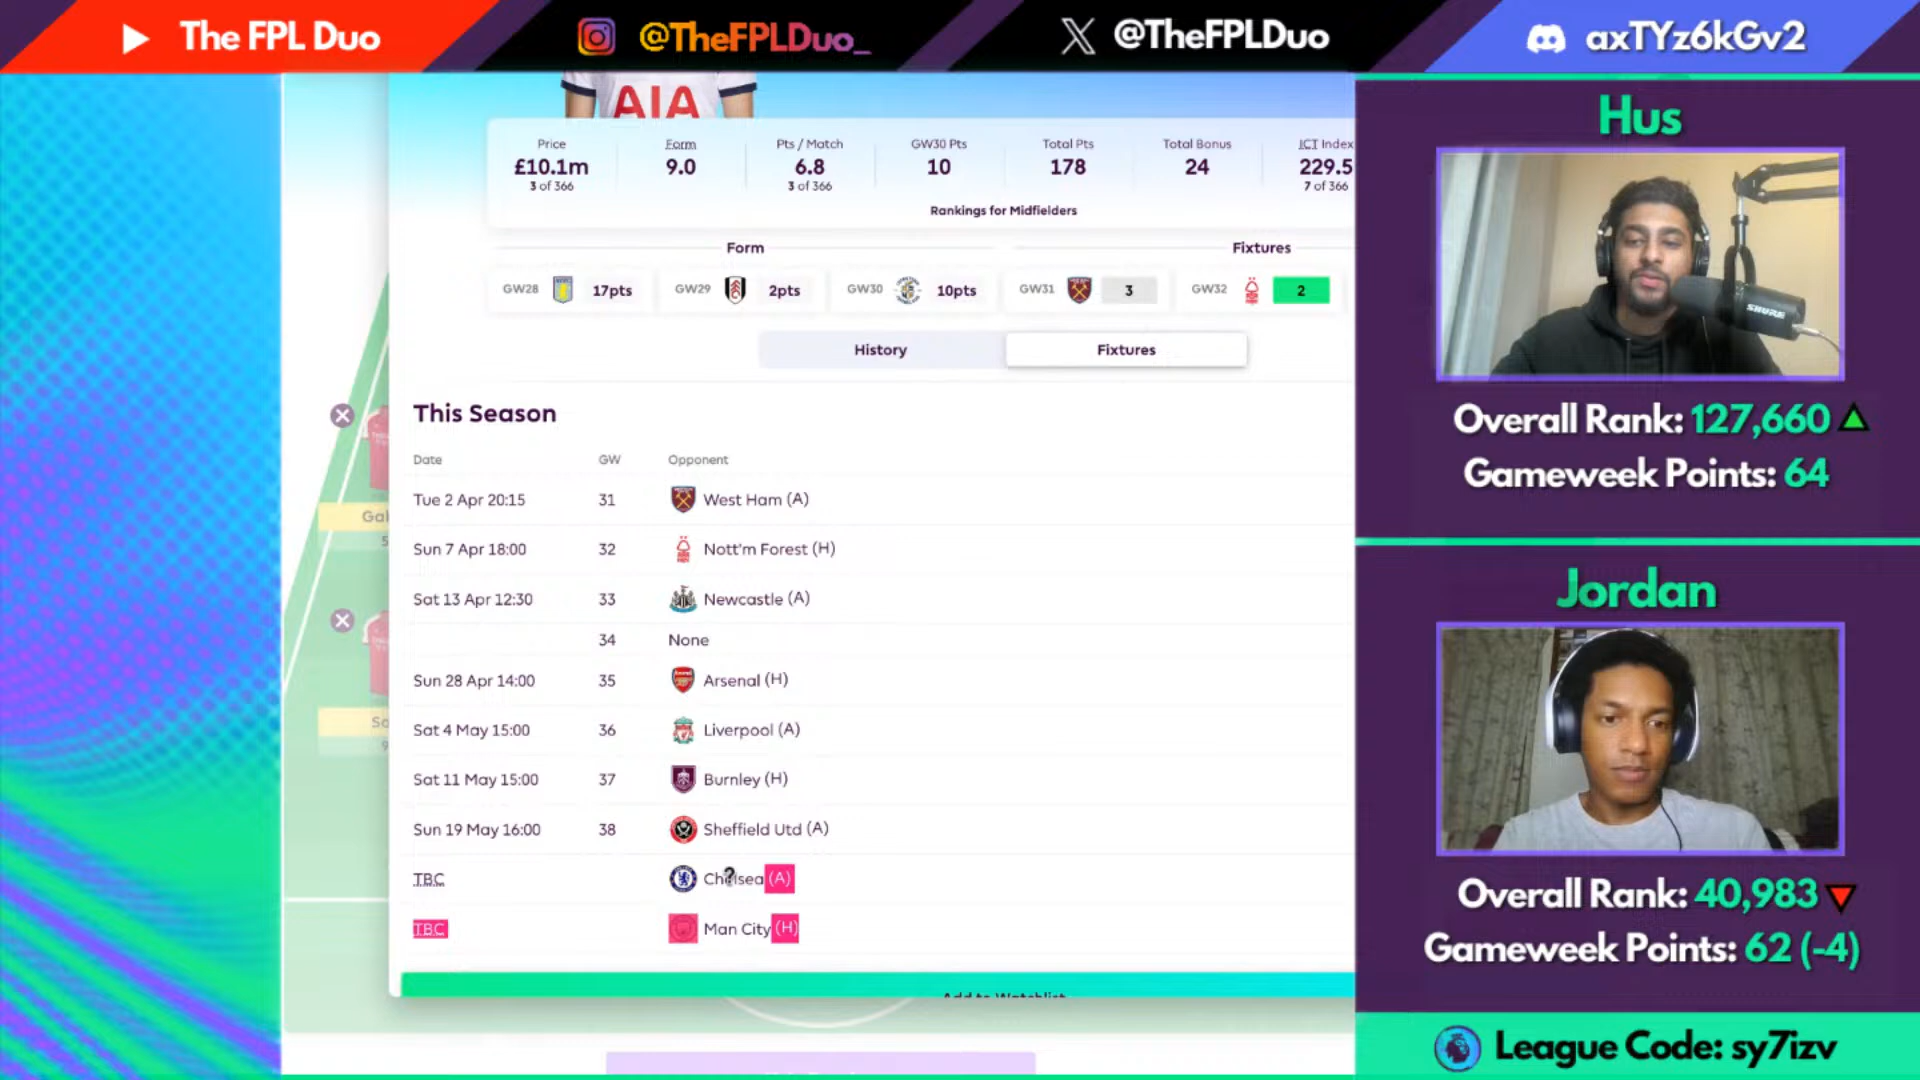 The FPL Duo
@TheFPLDuo_
@TheFPLDuo
axTYz6kGv2
AIA
Price
Form
Pts / Match
GW30 Pts
Total Pts
Total Bonus
ICT Index
£10.1m
9.0
6.8
10
178
24
229.5
3 of 366
3 of 366
7 of 366
Rankings for Midfielders
Form
Fixtures
GW28 17pts
GW29 2pts
GW30 10pts
GW31 3
GW32 2
History
Fixtures
This Season
Date GW Opponent
Tue 2 Apr 20:15 31 West Ham (A)
Sun 7 Apr 18:00 32 Nott'm Forest (H)
Sat 13 Apr 12:30 33 Newcastle (A)
34 None
Sun 28 Apr 14:00 35 Arsenal (H)
Sat 4 May 15:00 36 Liverpool (A)
Sat 11 May 15:00 37 Burnley (H)
Sun 19 May 16:00 38 Sheffield Utd (A)
TBC Chelsea (A)
TBC Man City (H)
Add to Watchlist
Hus
SHURE
Overall Rank: 127,660
Gameweek Points: 64
Jordan
Overall Rank: 40,983
Gameweek Points: 62 (-4)
League Code: sy7izv